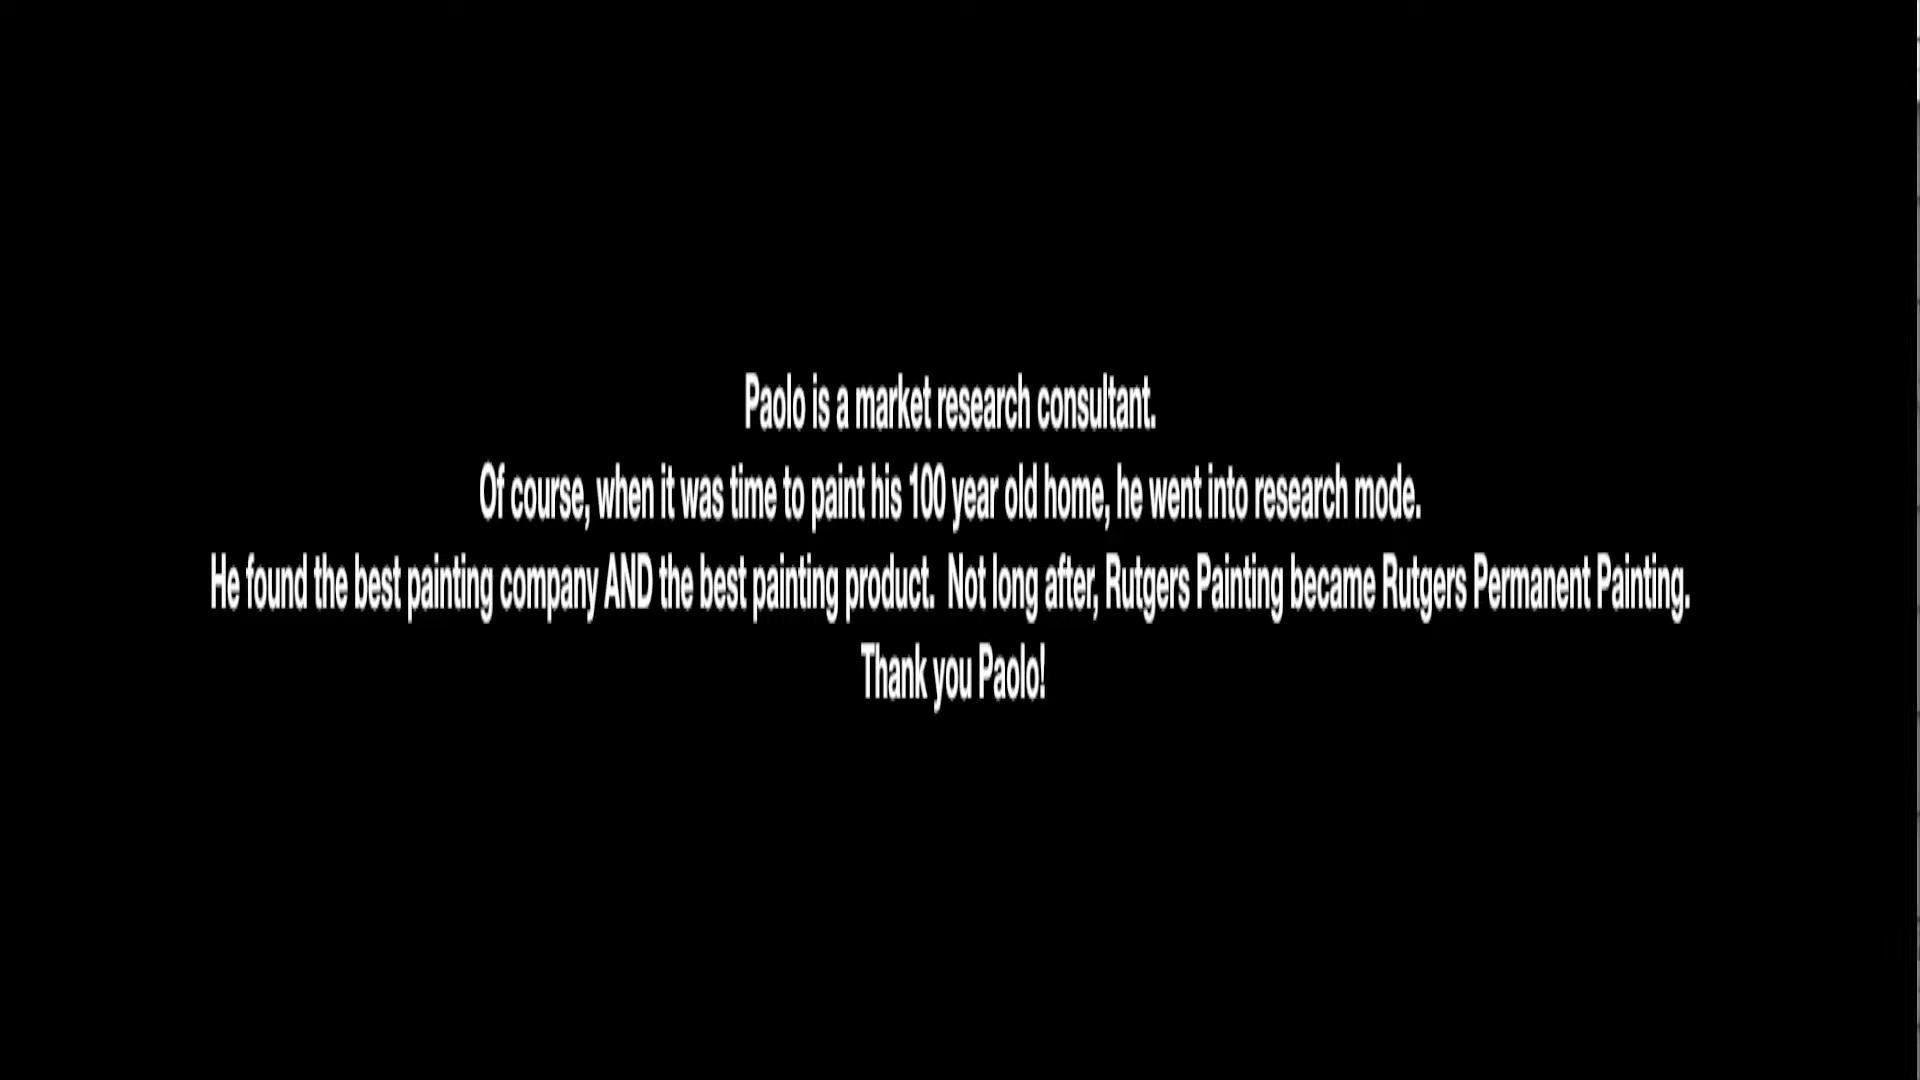 Paolo is a market research consultant.
Of course, when it was time to paint his 100 year old home, he went into research mode.
He found the best painting company AND the best painting product.  Not long after, Rutgers Painting became Rutgers Permanent Painting.
Thank you Paolo!